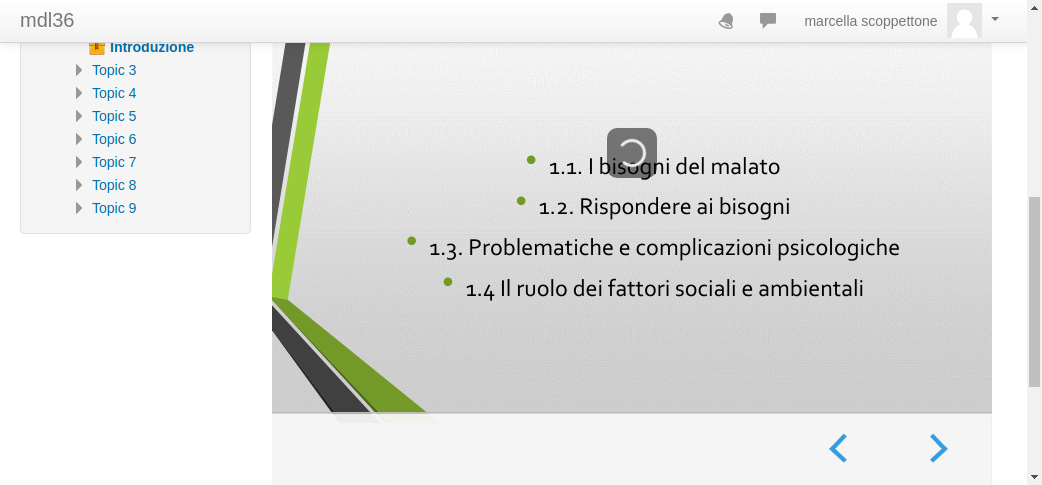 mdl36
marcella scoppettone
Introduzione
Topic 3
Topic 4
Topic 5
Topic 6
Topic 7
Topic 8
Topic 9
• 1.1. I bisogni del malato
• 1.2. Rispondere ai bisogni
• 1.3. Problematiche e complicazioni psicologiche
• 1.4 Il ruolo dei fattori sociali e ambientali